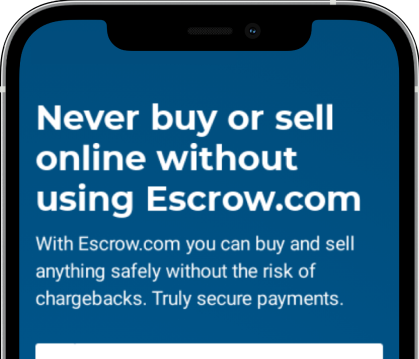 Never buy or sell
online without
using Escrow.com
With Escrow.com you can buy and sell
anything safely without the risk of
chargebacks. Truly secure payments.